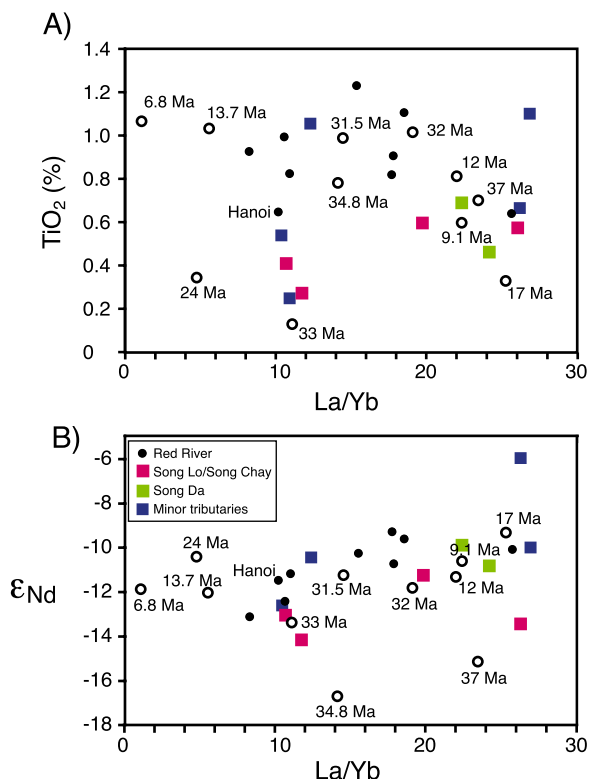 A)
1.4
1.2
1.0
0.8
0.6
0.4
0.2
0
TiO2 (%)
6.8 Ma
13.7 Ma
31.5 Ma
32 Ma
12 Ma
34.8 Ma
37 Ma
Hanoi
9.1 Ma
24 Ma
17 Ma
33 Ma
0 10 20 30
La/Yb
B)
-6
-8
-10
-12
-14
-16
-18
εNd
Red River
Song Lo/Song Chay
Song Da
Minor tributaries
17 Ma
24 Ma
9.1 Ma
Hanoi
13.7 Ma
31.5 Ma
12 Ma
6.8 Ma
32 Ma
33 Ma
37 Ma
34.8 Ma
0 10 20 30
La/Yb